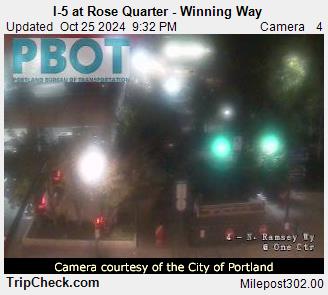 I-5 at Rose Quarter - Winning Way
Updated Oct 25 2024 9:32 PM Camera 4
PBOT
PORTLAND BUREAU OF TRANSPORTATION
4 - N. Ramsey Wy
@ One Ctr
Camera courtesy of the City of Portland
TripCheck.com Milepost302.00